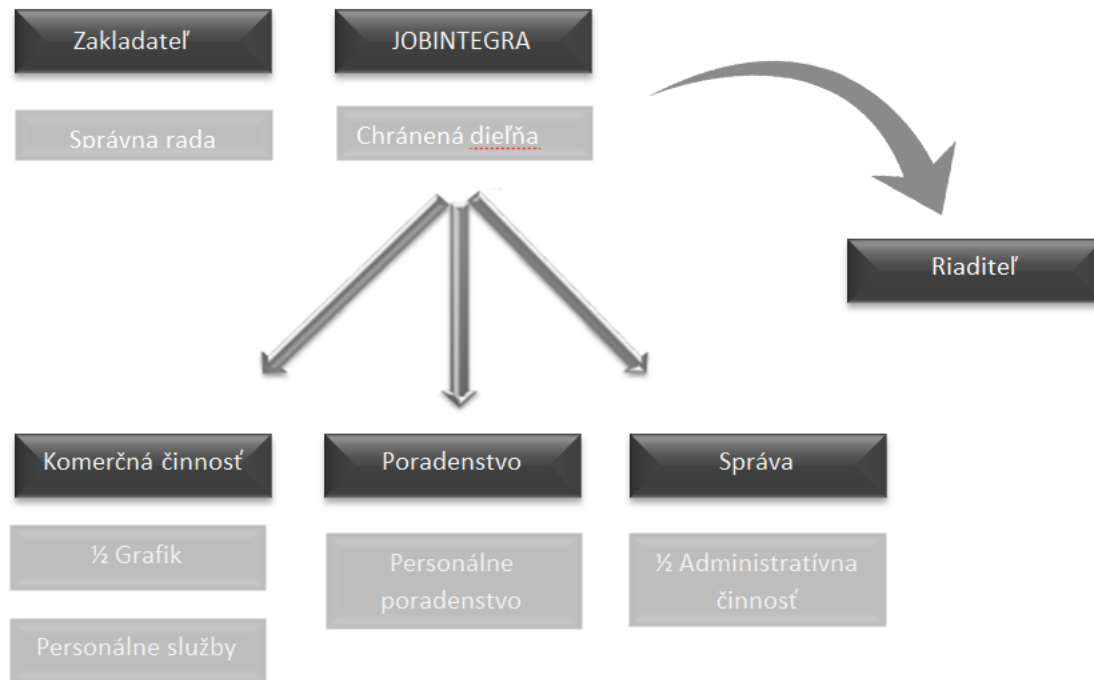 Zakladateľ
JOBINTEGRA
Správna rada
Chránená dieľňa
Riaditeľ
Komerčná činnosť
Poradenstvo
Správa
½ Grafik
Personálne
poradenstvo
½ Administratívna
činnosť
Personálne služby